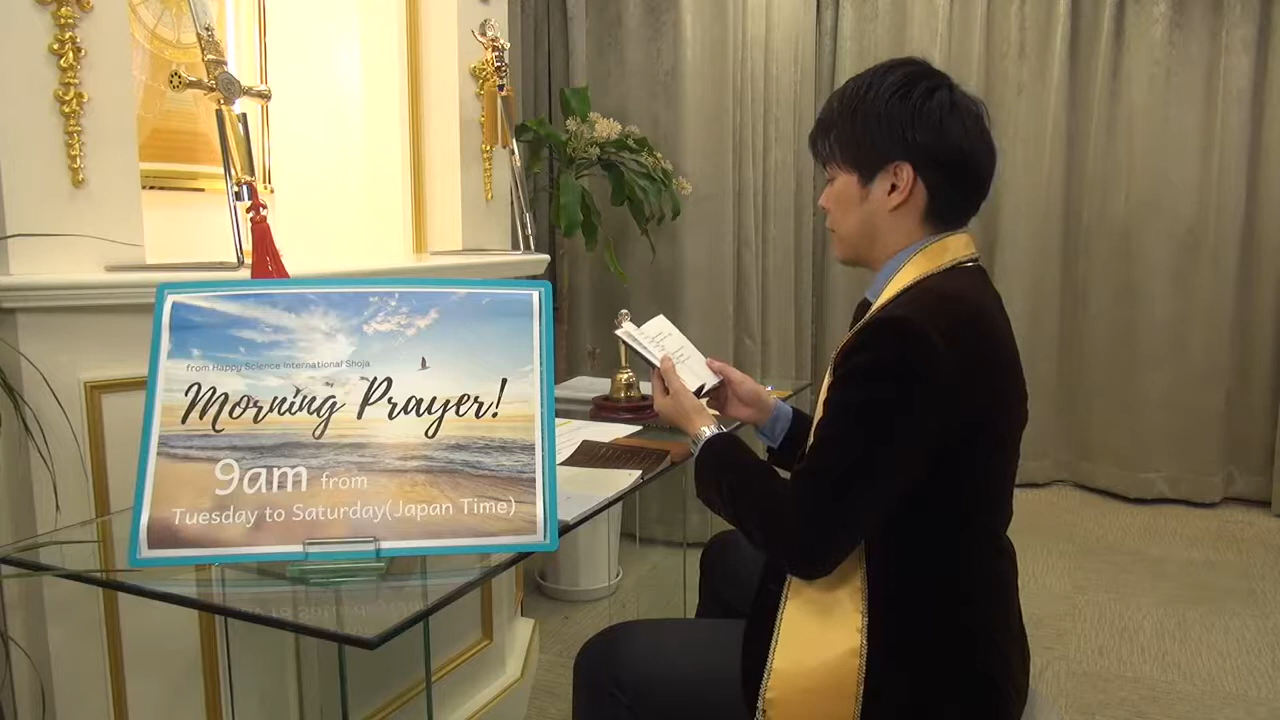 from Happy Science International Shoja
Morning Prayer!
9am from
Tuesday to Saturday(Japan Time)